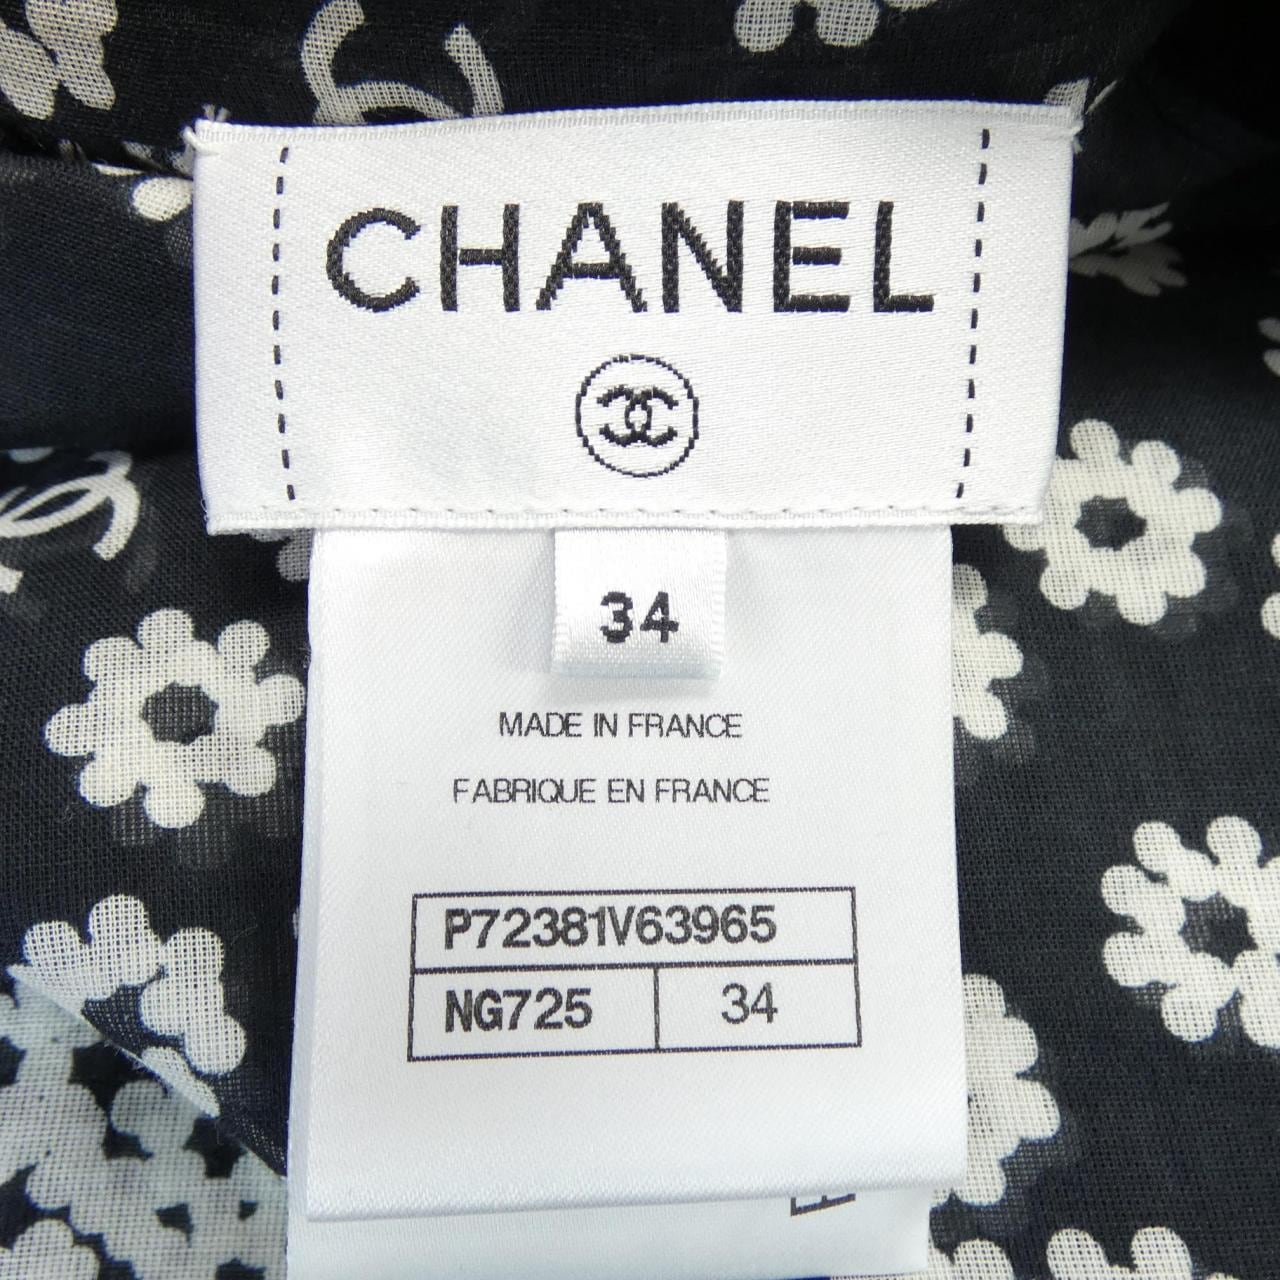 CHANEL
34
MADE IN FRANCE
FABRIQUE EN FRANCE
P72381V63965
NG725 34